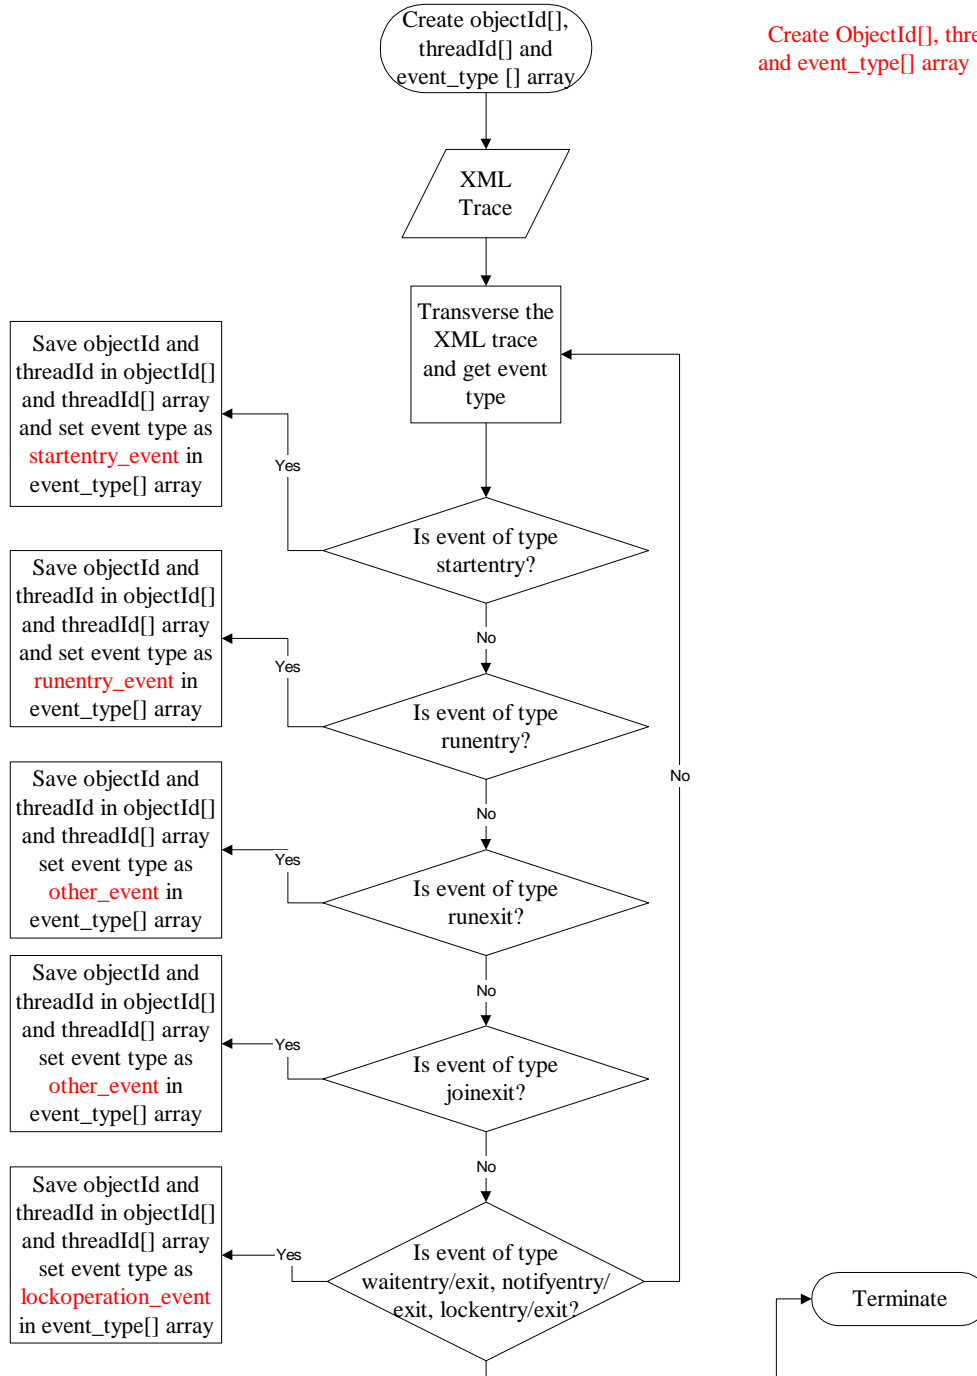 Create objectId[],
threadId[] and
event_type [] array
Create ObjectId[],
and event_type[] array
XML
Trace
Transverse the
XML trace
and get event
type
Save objectId and
threadId in objectId[]
and threadId[] array
and set event type as
startentry_event in
event_type[] array
Yes
Is event of type
startentry?
No
Save objectId and
threadId in objectId[]
and threadId[] array
and set event type as
runentry_event in
event_type[] array
Yes
Is event of type
runentry?
No
No
Save objectId and
threadId in objectId[]
and threadId[] array
set event type as
other_event in
event_type[] array
Yes
Is event of type
runexit?
No
Save objectId and
threadId in objectId[]
and threadId[] array
set event type as
other_event in
event_type[] array
Yes
Is event of type
joinexit?
No
Save objectId and
threadId in objectId[]
and threadId[] array
set event type as
lockoperation_event
in event_type[] array
Yes
Is event of type
waitentry/exit, notifyentry/
exit, lockentry/exit?
Terminate